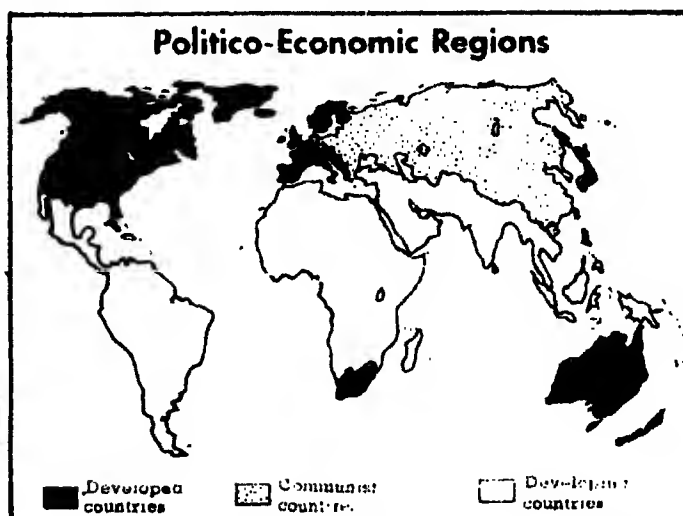 Politico-Economic Regions
Developed countries
Communist countries
Developing countries